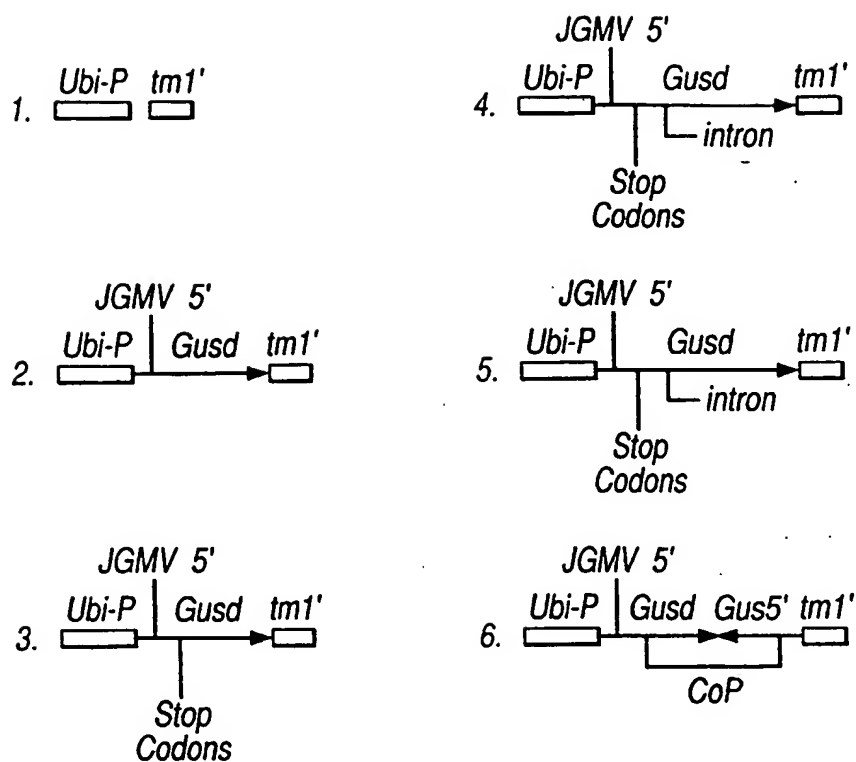 Ubi-P tm1'
1.
JGMV 5'
Ubi-P Gusd tm1'
2.
JGMV 5'
Ubi-P Gusd tm1'
3.
Stop
Codons
JGMV 5'
Ubi-P Gusd tm1'
4.
intron
Stop
Codons
JGMV 5'
Ubi-P Gusd tm1'
5.
intron
Stop
Codons
JGMV 5'
Ubi-P Gusd Gus5' tm1'
6.
CoP